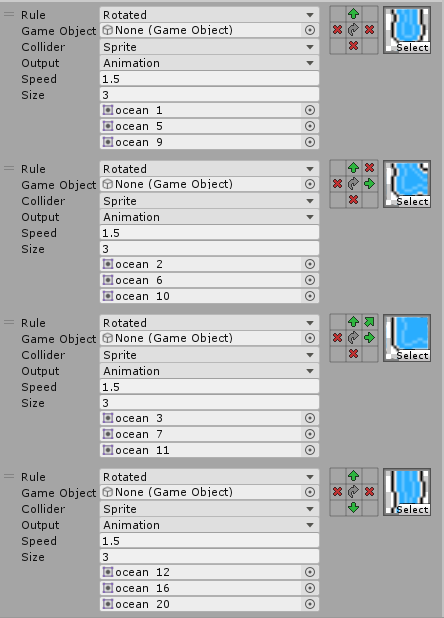 Rule Rotated
Game Object None (Game Object)
Collider Sprite
Output Animation
Speed 1.5
Size 3
ocean 1
ocean 5
ocean 9
Select
Rule Rotated
Game Object None (Game Object)
Collider Sprite
Output Animation
Speed 1.5
Size 3
ocean 2
ocean 6
ocean 10
Select
Rule Rotated
Game Object None (Game Object)
Collider Sprite
Output Animation
Speed 1.5
Size 3
ocean 3
ocean 7
ocean 11
Select
Rule Rotated
Game Object None (Game Object)
Collider Sprite
Output Animation
Speed 1.5
Size 3
ocean 12
ocean 16
ocean 20
Select